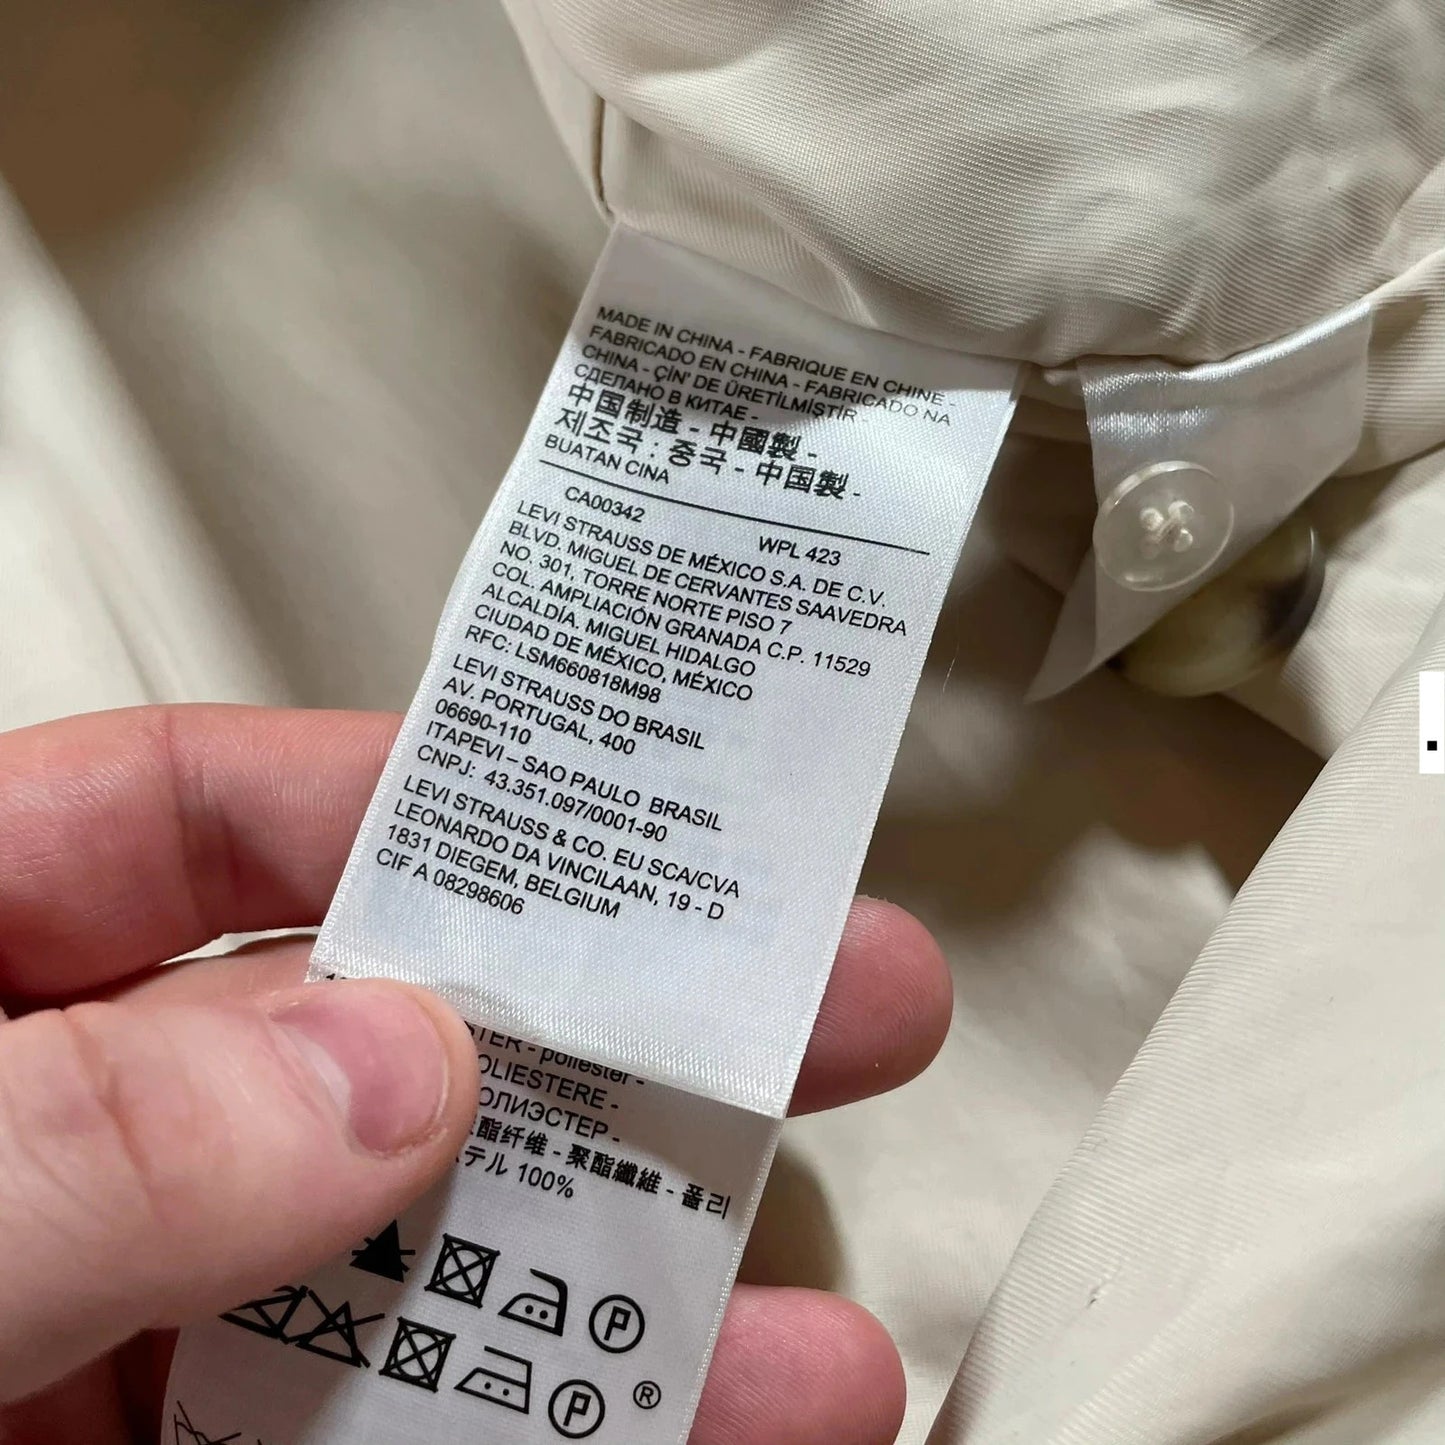 MADE IN CHINA - FABRIQUE EN CHINE -
FABRICADO EN CHINA - FABRICADO NA
CHINA - ÇİN' DE ÜRETİLMİŞTİR -
СДЕЛАНО В КИТАЕ -
中国制造 - 中國製 -
제조국 : 중국 - 中国製 -
BUATAN CINA
CA00342 WPL 423
LEVI STRAUSS DE MÉXICO S.A. DE C.V.
BLVD. MIGUEL DE CERVANTES SAAVEDRA
NO. 301, TORRE NORTE PISO 7
COL. AMPLIACIÓN GRANADA C.P. 11529
ALCALDÍA. MIGUEL HIDALGO
CIUDAD DE MÉXICO, MÉXICO
RFC: LSM660818M98
LEVI STRAUSS DO BRASIL
AV. PORTUGAL, 400
06690-110
ITAPEVI – SAO PAULO BRASIL
CNPJ: 43.351.097/0001-90
LEVI STRAUSS & CO. EU SCA/CVA
LEONARDO DA VINCILAAN, 19 - D
1831 DIEGEM, BELGIUM
CIF A 08298606
- poliester -
OLIESTERE -
ОЛИЭСТЕР -
酯纤维 - 聚酯纖維 - 폴리
テル 100%
P
P ®